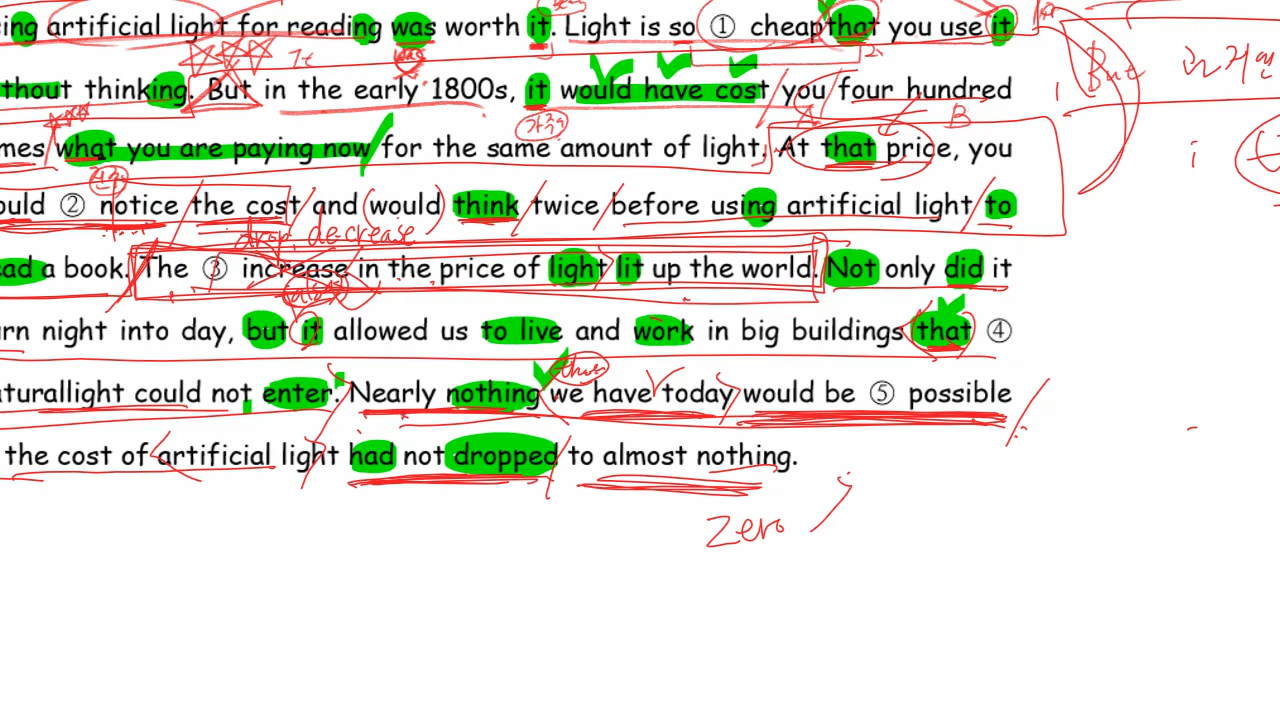 ing artificial light for reading was worth it. Light is so ① cheap that you use it
thout thinking. But in the early 1800s, it would have cost you four hundred
But
A
B
mes what you are paying now for the same amount of light. At that price, you
ould ② notice the cost and would think twice before using artificial light to
drop, decrease
ead a book. The ③ increase in the price of light lit up the world. Not only did it
also
urn night into day, but it allowed us to live and work in big buildings that ④
aturallight could not enter. Nearly nothing we have today would be ⑤ possible
the cost of artificial light had not dropped to almost nothing.
zero